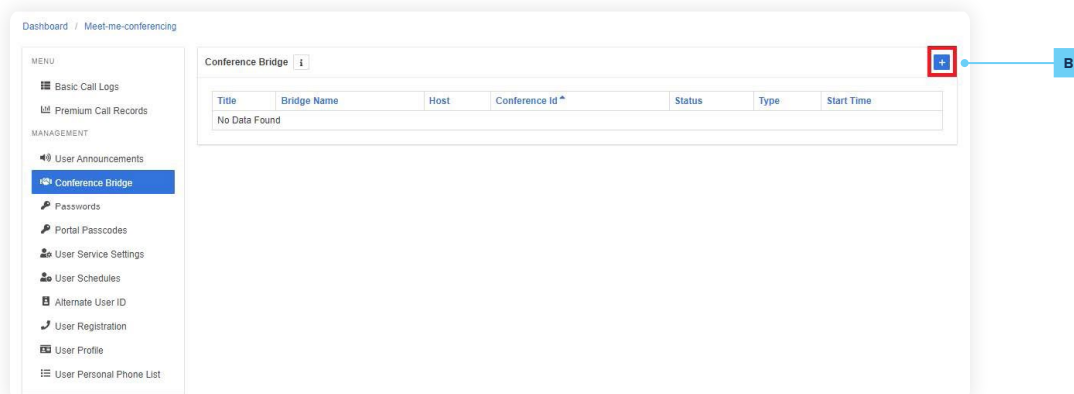 Dashboard / Meet-me-conferencing
MENU
Basic Call Logs
Premium Call Records
MANAGEMENT
User Announcements
Conference Bridge
Passwords
Portal Passcodes
User Service Settings
User Schedules
Alternate User ID
User Registration
User Profile
User Personal Phone List
Conference Bridge i
+
B
Title Bridge Name Host Conference Id Status Type Start Time
No Data Found